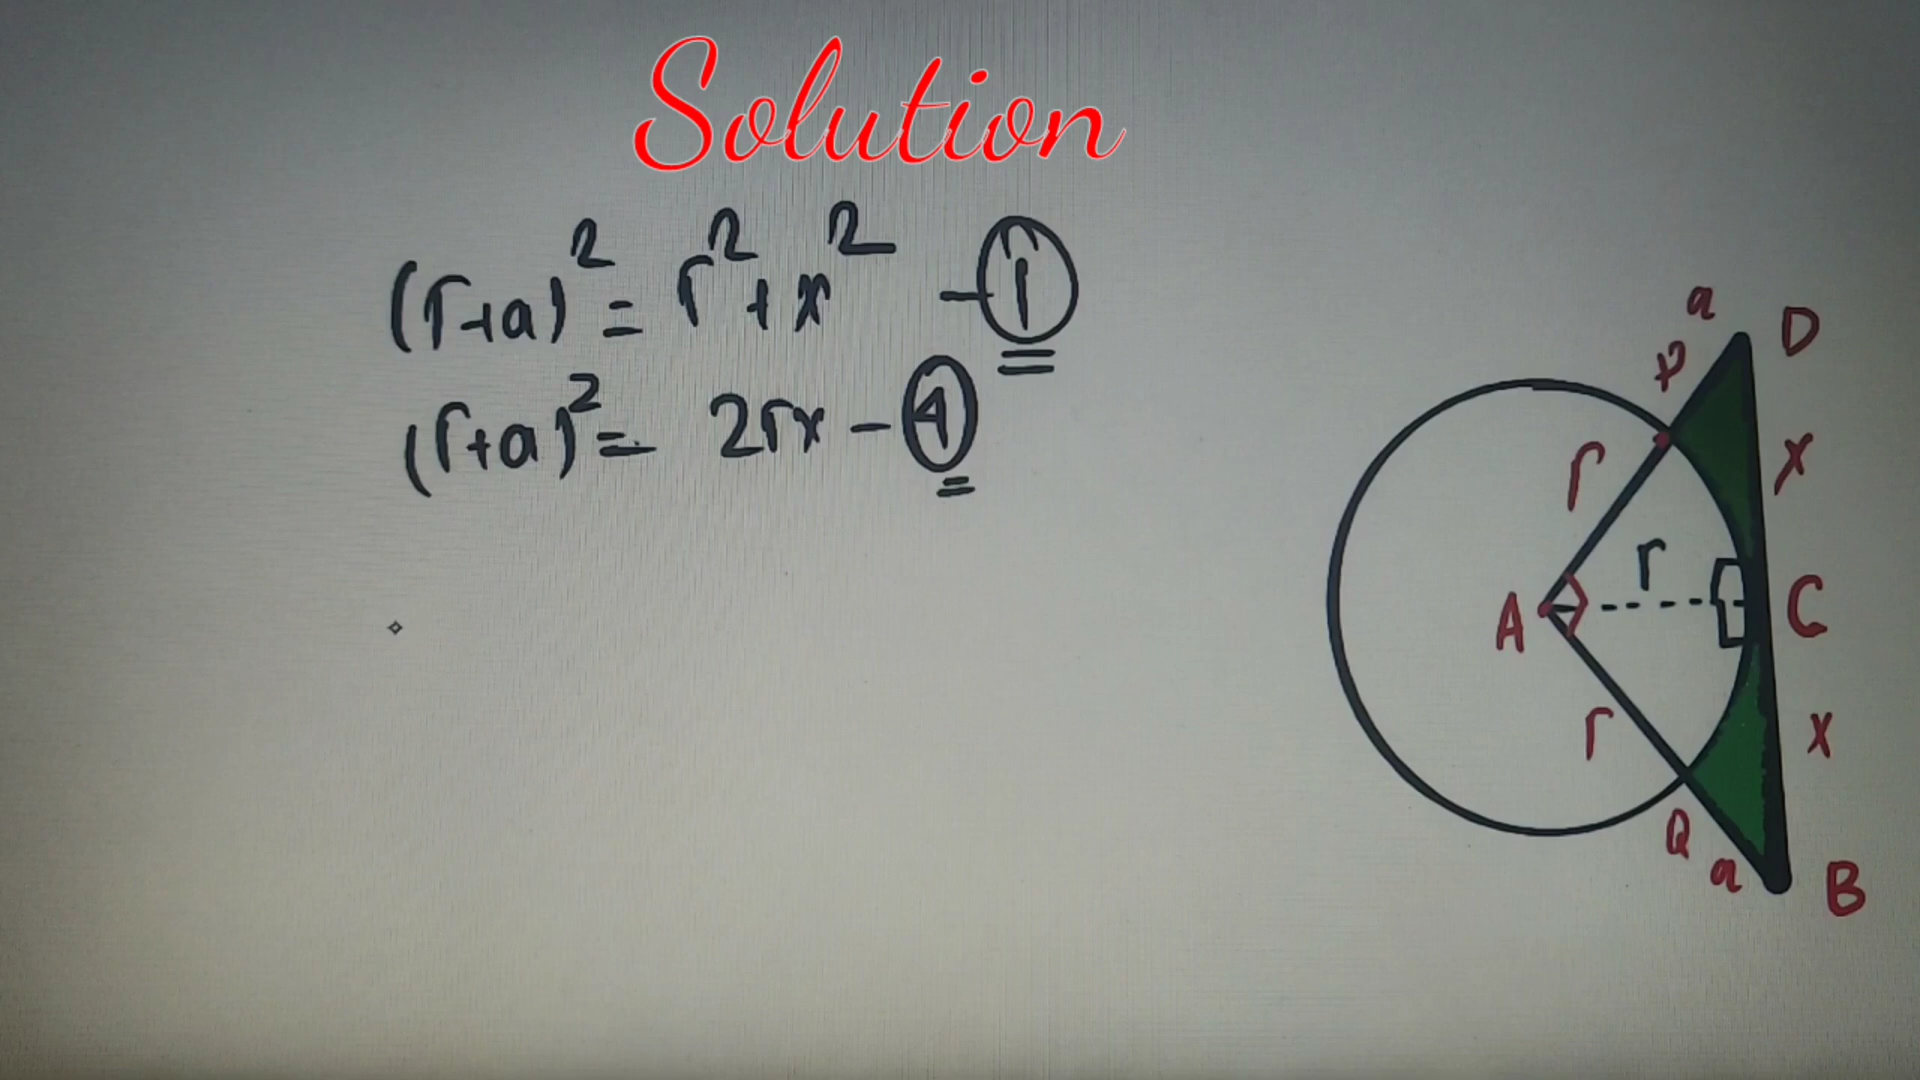 Solution
(r+a)² = r² + x² - ①
(r+a)² = 2rx - ④
a
D
P
r
x
r
A
C
r
x
Q
a
B